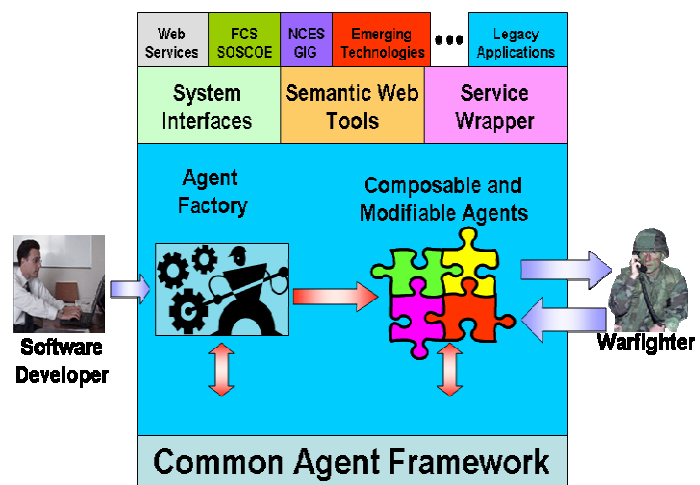 Web
Services
FCS
SOSCOE
NCES
GIG
Emerging
Technologies
Legacy
Applications
System
Interfaces
Semantic Web
Tools
Service
Wrapper
Agent
Factory
Composable and
Modifiable Agents
Software
Developer
Warfighter
Common Agent Framework